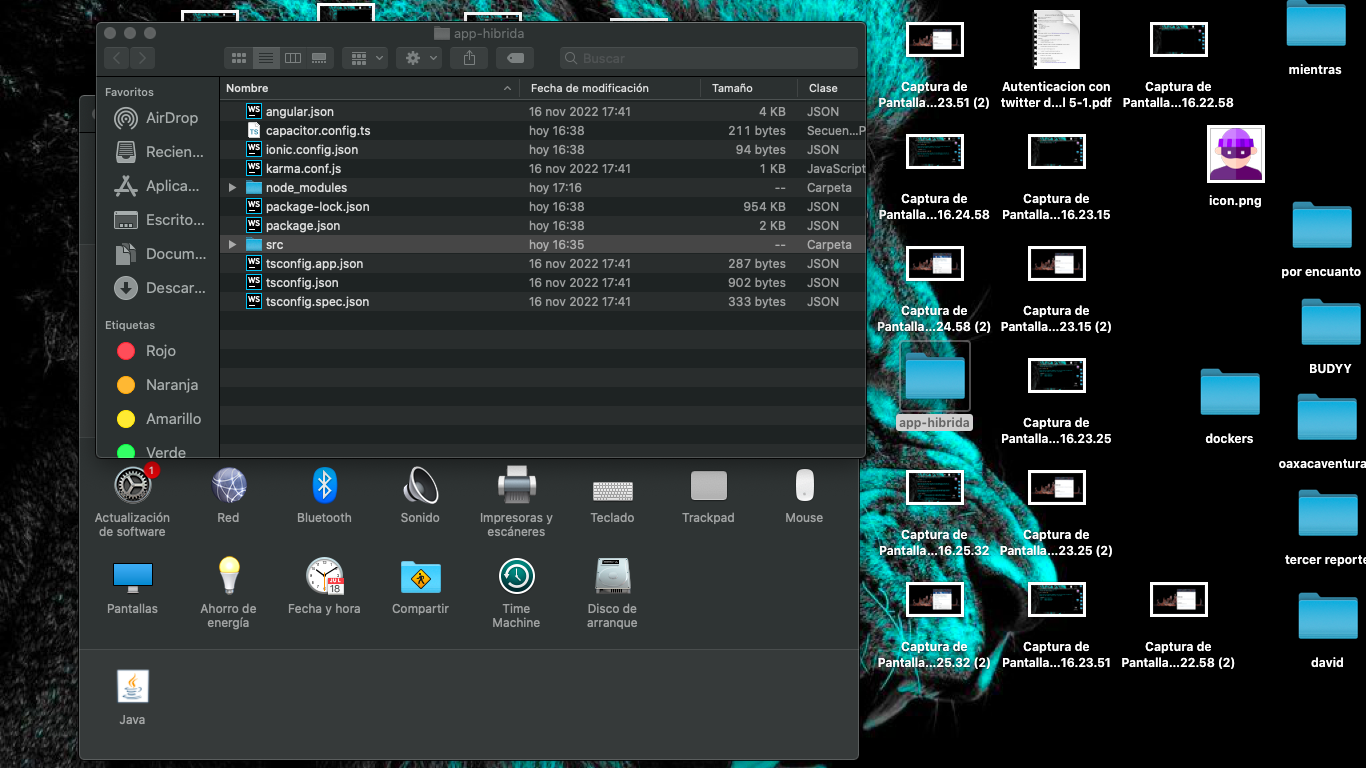 app-hibrida
Buscar
Favoritos
AirDrop
Recien...
Aplica...
Escrito...
Docum...
Descar...
Etiquetas
Rojo
Naranja
Amarillo
Verde
Nombre Fecha de modificación Tamaño Clase
WS angular.json 16 nov 2022 17:41 4 KB JSON
TS capacitor.config.ts hoy 16:38 211 bytes Secuen...P
WS ionic.config.json hoy 16:38 94 bytes JSON
WS karma.conf.js 16 nov 2022 17:41 1 KB JavaScript
node_modules hoy 17:16 -- Carpeta
WS package-lock.json hoy 16:38 954 KB JSON
WS package.json hoy 16:38 2 KB JSON
src hoy 16:35 -- Carpeta
WS tsconfig.app.json 16 nov 2022 17:41 287 bytes JSON
WS tsconfig.json 16 nov 2022 17:41 902 bytes JSON
WS tsconfig.spec.json 16 nov 2022 17:41 333 bytes JSON
1
Actualización
de software
Red
Bluetooth
Sonido
Impresoras y
escáneres
Teclado
Trackpad
Mouse
Pantallas
Ahorro de
energía
JUL
18
Fecha y hora
Compartir
Time
Machine
Disco de
arranque
Java
Captura de
Pantalla...23.51 (2)
Autenticacion con
twitter d...l 5-1.pdf
Captura de
Pantalla...16.22.58
mientras
Captura de
Pantalla...16.24.58
Captura de
Pantalla...16.23.15
icon.png
Captura de
Pantalla...24.58 (2)
Captura de
Pantalla...23.15 (2)
por encuanto
BUDYY
app-hibrida
Captura de
Pantalla...16.23.25
dockers
oaxacaventura
Captura de
Pantalla...16.25.32
Captura de
Pantalla...23.25 (2)
tercer reporte
Captura de
Pantalla...25.32 (2)
Captura de
Pantalla...16.23.51
Captura de
Pantalla...22.58 (2)
david